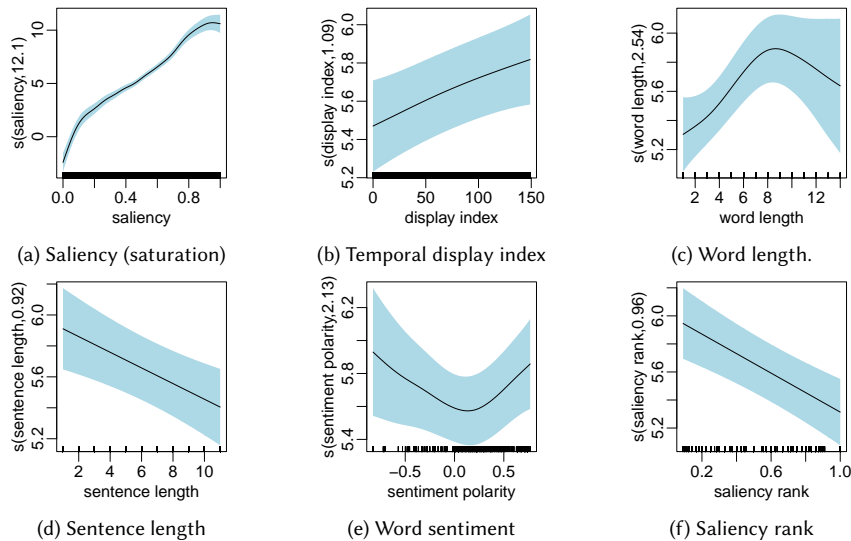 s(saliency,12.1)
10
5
0
0.0 0.4 0.8
saliency
(a) Saliency (saturation)
s(display index,1.09)
6.0
5.8
5.6
5.4
5.2
0 50 100 150
display index
(b) Temporal display index
s(word length,2.54)
6.0
5.6
5.2
2 4 6 8 12
word length
(c) Word length.
s(sentence length,0.92)
6.0
5.6
5.2
2 4 6 8 10
sentence length
(d) Sentence length
s(sentiment polarity,2.13)
6.2
5.8
5.4
−0.5 0.0 0.5
sentiment polarity
(e) Word sentiment
s(saliency rank,0.96)
6.0
5.6
5.2
0.2 0.6 1.0
saliency rank
(f) Saliency rank